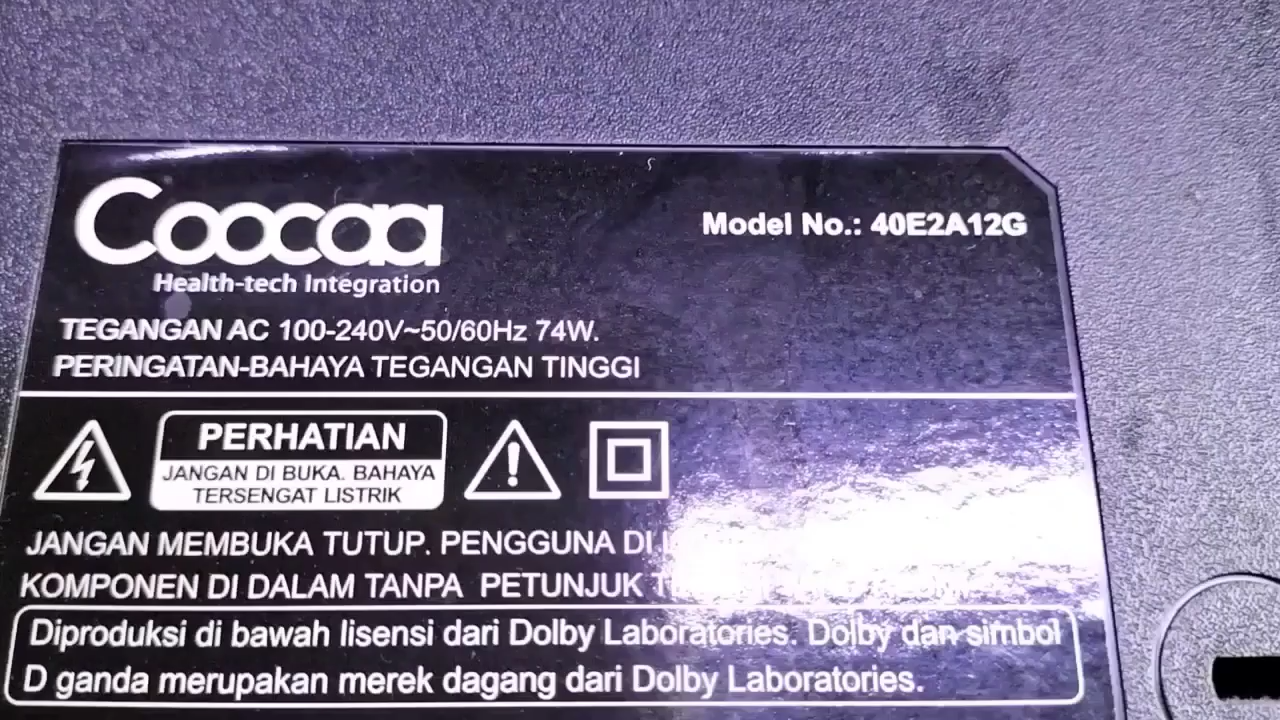 Coocaa
Health-tech Integration
Model No.: 40E2A12G
TEGANGAN AC 100-240V~50/60Hz 74W.
PERINGATAN-BAHAYA TEGANGAN TINGGI
PERHATIAN
JANGAN DI BUKA. BAHAYA
TERSENGAT LISTRIK
JANGAN MEMBUKA TUTUP. PENGGUNA
KOMPONEN DI DALAM TANPA PETUNJUK
Diproduksi di bawah lisensi dari Dolby Laboratories. Dolby dan simbol
D ganda merupakan merek dagang dari Dolby Laboratories.